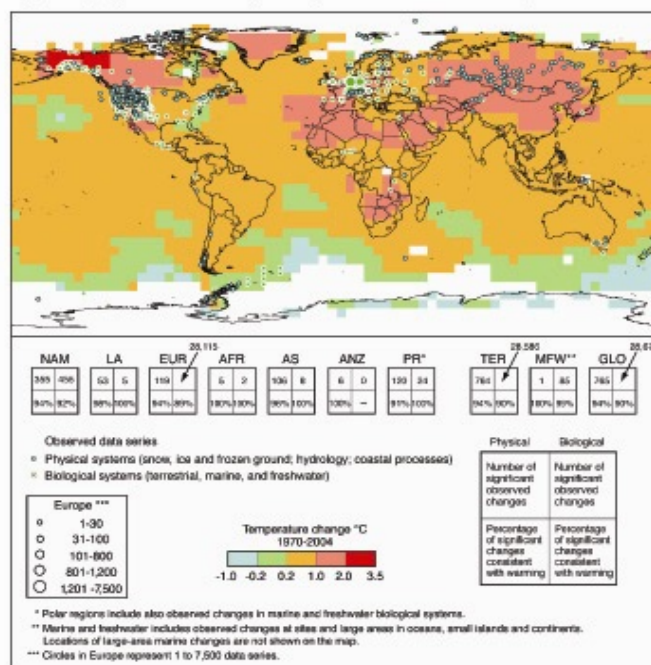 28,115
28,586
NAM LA EUR AFR AS ANZ PR* TER MFW** GLO
355 455 53 5 119 5 2 106 8 6 0 120 24 764 1 85 765
94% 92% 98% 100% 94% 89% 100% 100% 96% 100% 100% – 91% 100% 94% 90% 100% 99% 94% 90%
Observed data series
Physical systems (snow, ice and frozen ground; hydrology; coastal processes)
Biological systems (terrestrial, marine, and freshwater)
Europe ***
1-30
31-100
101-800
801-1,200
1,201 -7,500
Temperature change °C
1970-2004
-1.0 -0.2 0.2 1.0 2.0 3.5
Physical Biological
Number of Number of
significant significant
observed observed
changes changes
Percentage Percentage
of significant of significant
changes changes
consistent consistent
with warming with warming
* Polar regions include also observed changes in marine and freshwater biological systems.
** Marine and freshwater includes observed changes at sites and large areas in oceans, small islands and continents.
Locations of large-area marine changes are not shown on the map.
*** Circles in Europe represent 1 to 7,500 data series.